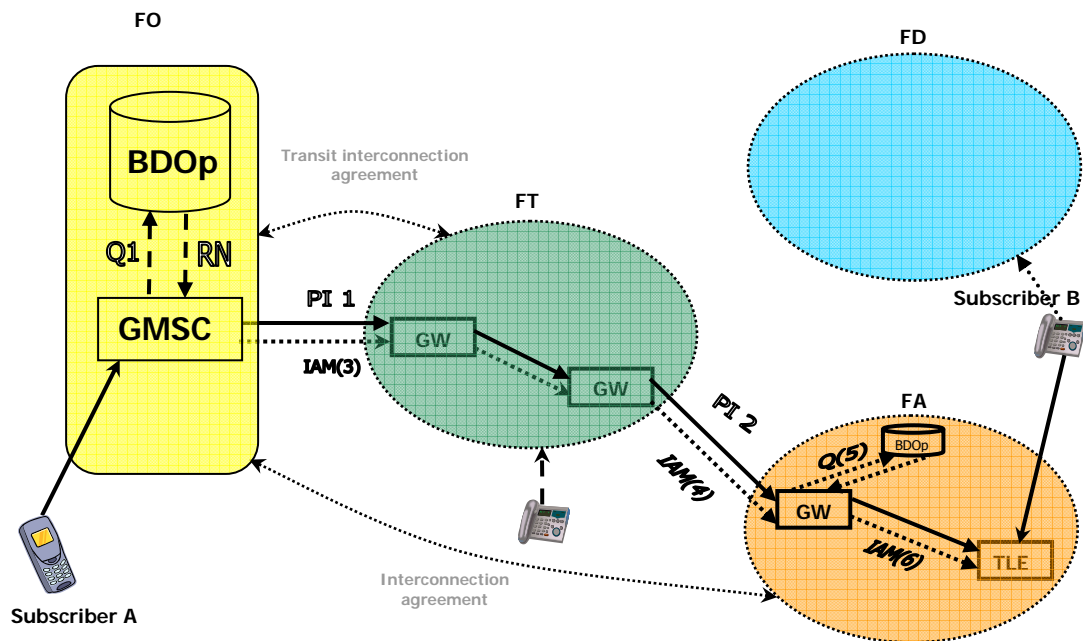 FO
FD
BDOp
Transit interconnection
agreement
FT
Q1
RN
PI 1
Subscriber B
GMSC
GW
IAM(3)
GW
PI 2
FA
BDOp
Q(5)
IAM(4)
GW
IAM(6)
TLE
Interconnection
agreement
Subscriber A